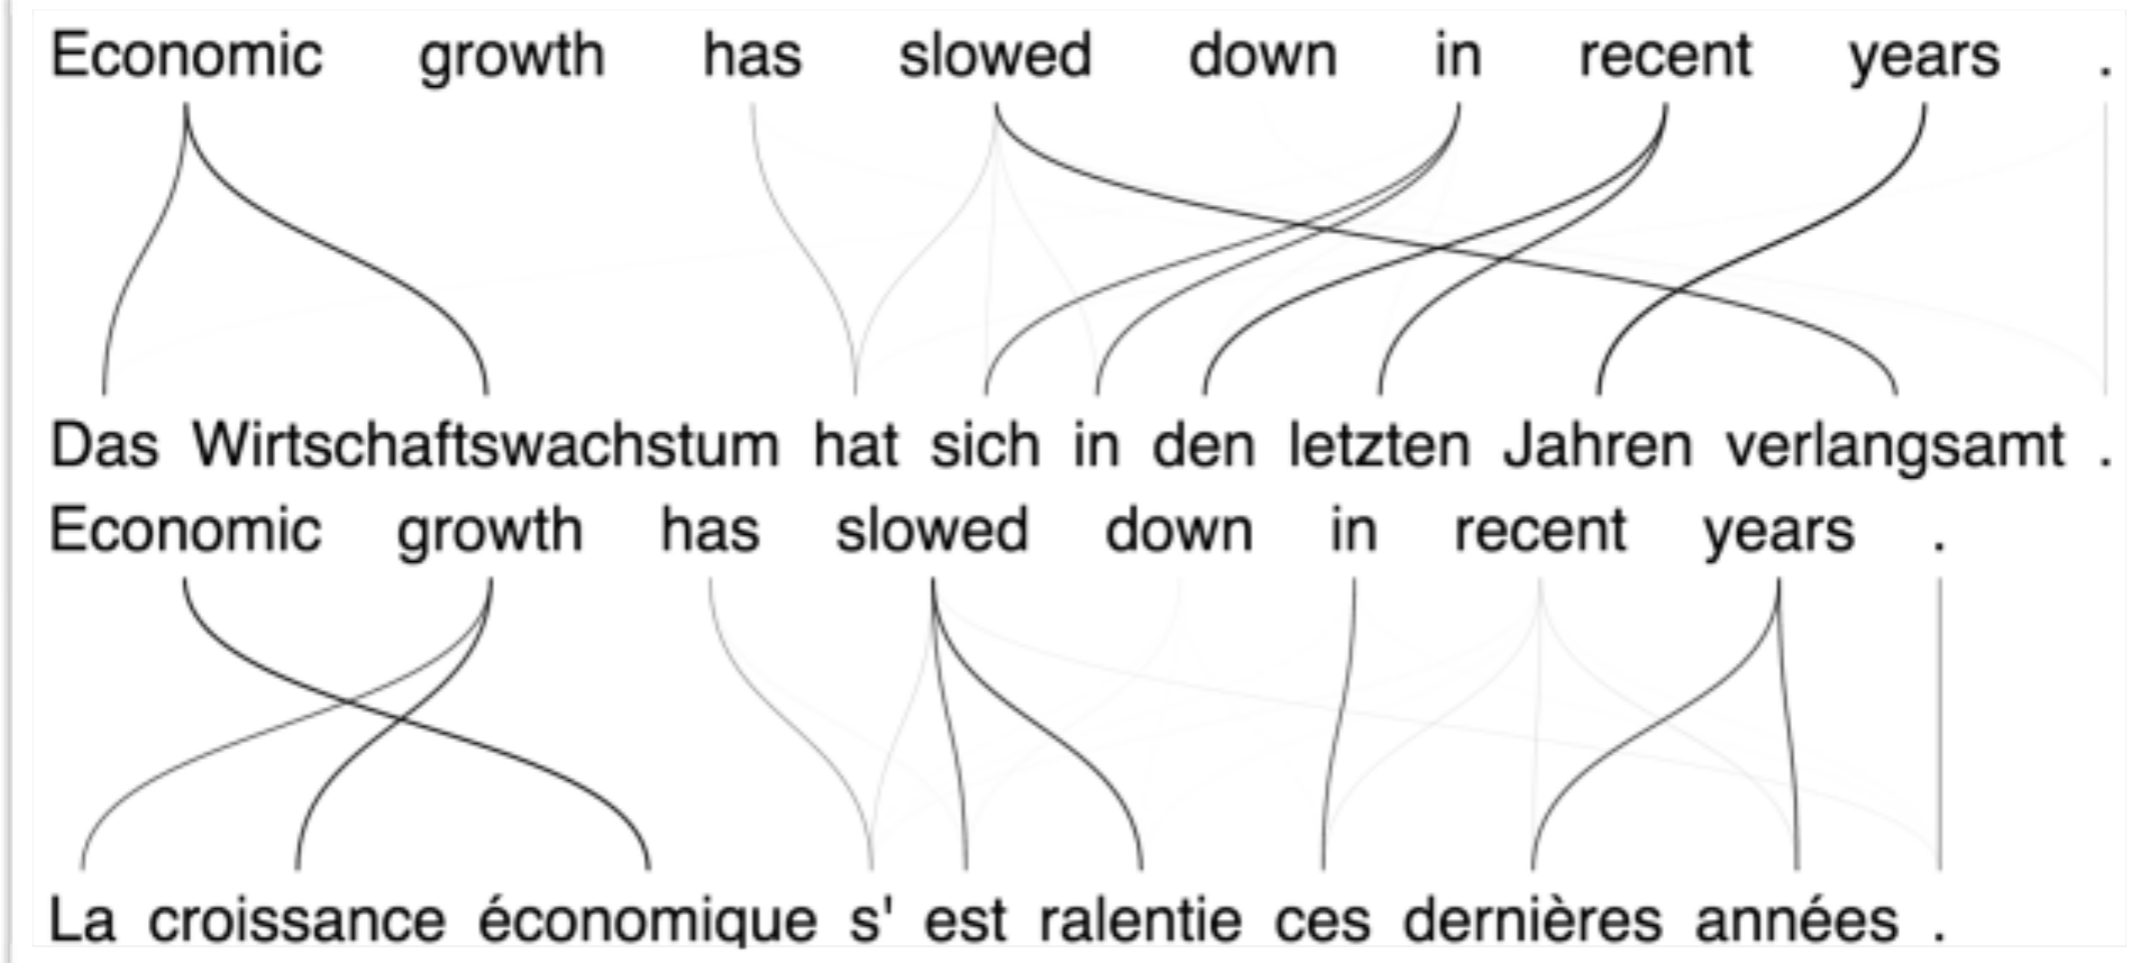 Economic growth has slowed down in recent years .
Das Wirtschaftswachstum hat sich in den letzten Jahren verlangsamt .
Economic growth has slowed down in recent years .
La croissance économique s' est ralentie ces dernières années .